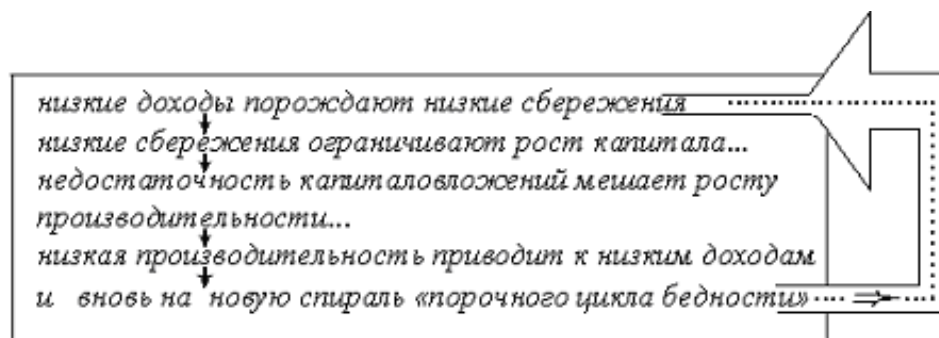 низкие доходы порождают низкие сбережения
низкие сбережения ограничивают рост капитала...
недостаточность капиталовложений мешает росту
производительности...
низкая производительность приводит к низким доходам
и вновь на новую спираль «порочного цикла бедности»